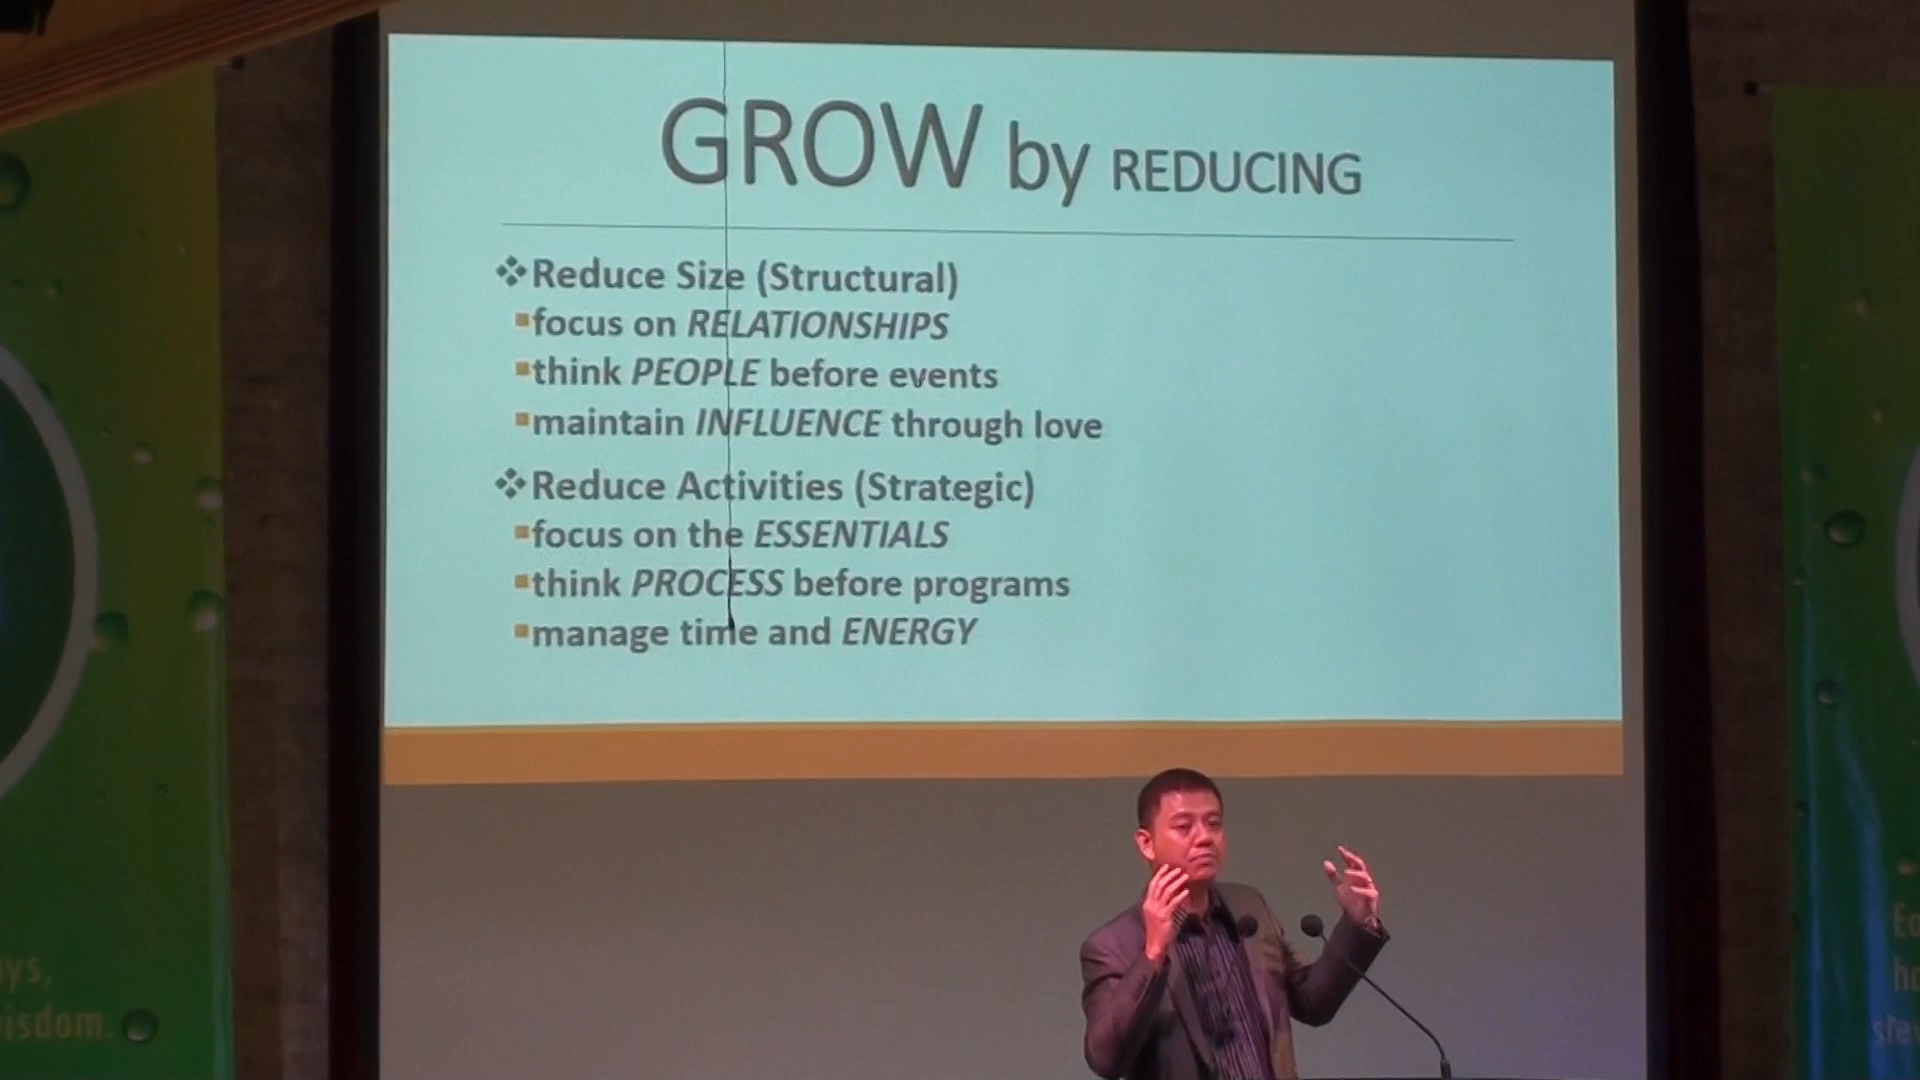 GROW by REDUCING
❖Reduce Size (Structural)
▪focus on RELATIONSHIPS
▪think PEOPLE before events
▪maintain INFLUENCE through love
❖Reduce Activities (Strategic)
▪focus on the ESSENTIALS
▪think PROCESS before programs
▪manage time and ENERGY